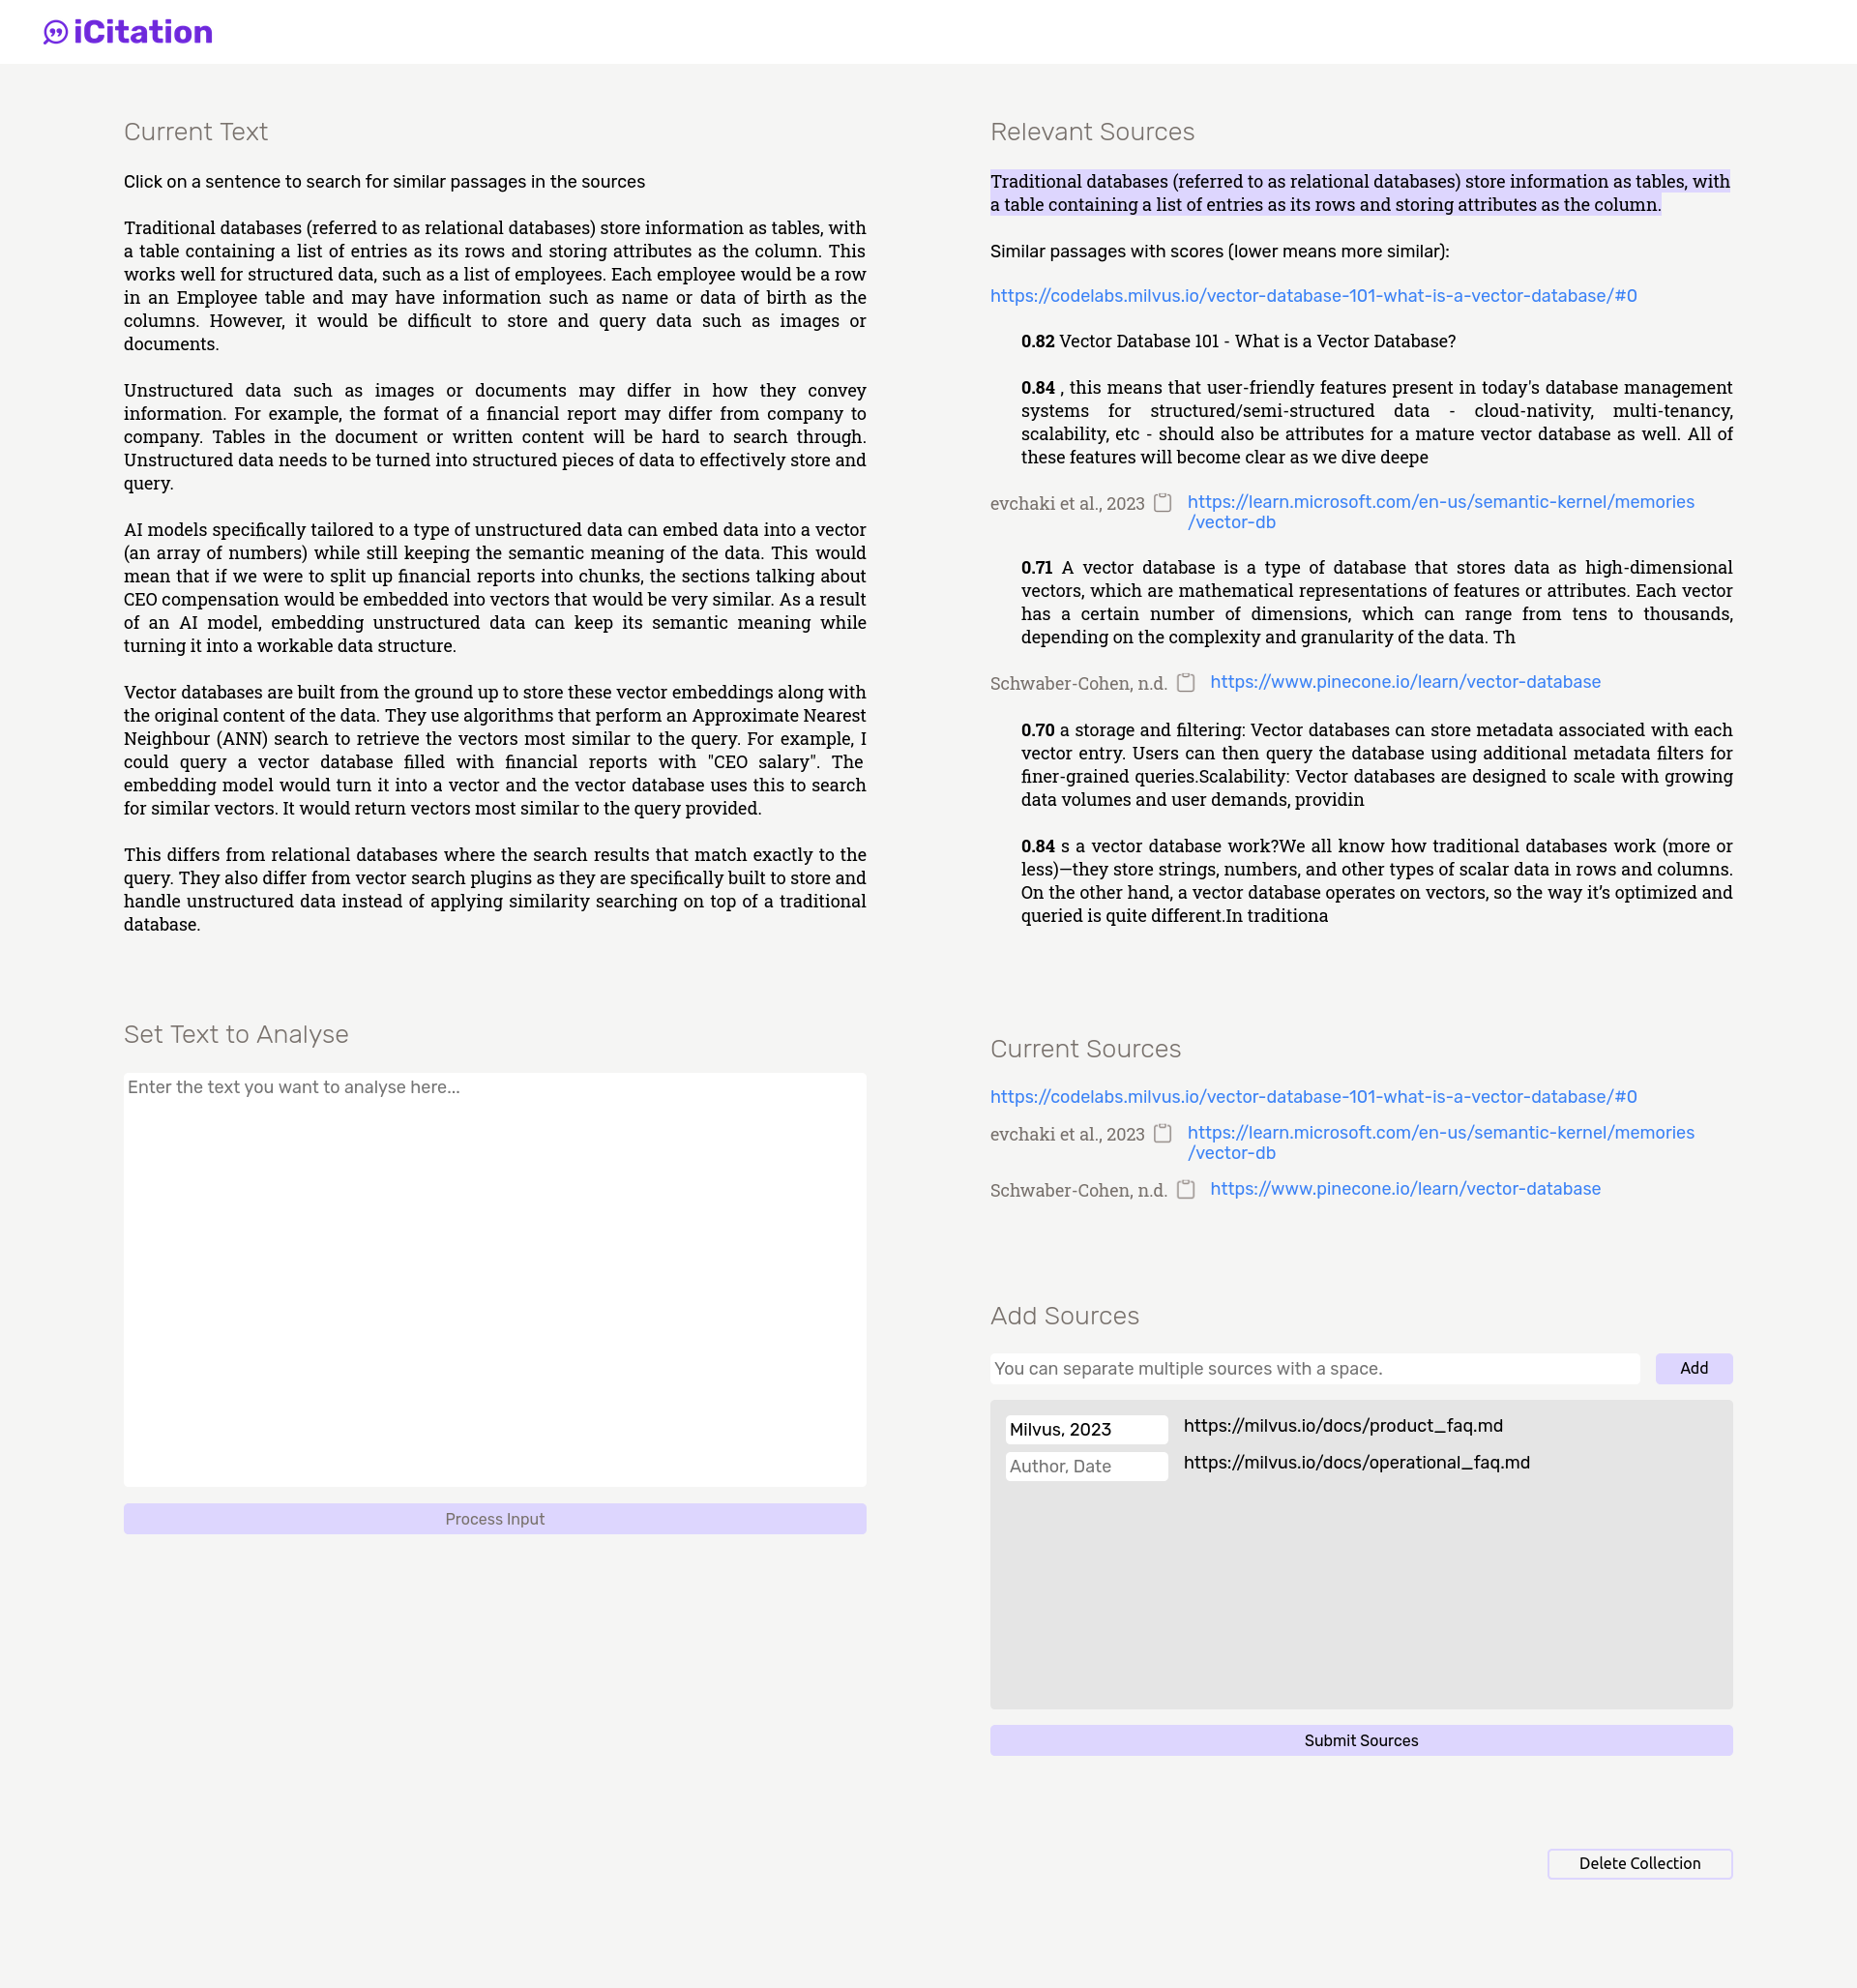 iCitation
Current Text
Click on a sentence to search for similar passages in the sources
Traditional databases (referred to as relational databases) store information as tables, with
a table containing a list of entries as its rows and storing attributes as the column. This
works well for structured data, such as a list of employees. Each employee would be a row
in an Employee table and may have information such as name or data of birth as the
columns. However, it would be difficult to store and query data such as images or
documents.
Unstructured data such as images or documents may differ in how they convey
information. For example, the format of a financial report may differ from company to
company. Tables in the document or written content will be hard to search through.
Unstructured data needs to be turned into structured pieces of data to effectively store and
query.
AI models specifically tailored to a type of unstructured data can embed data into a vector
(an array of numbers) while still keeping the semantic meaning of the data. This would
mean that if we were to split up financial reports into chunks, the sections talking about
CEO compensation would be embedded into vectors that would be very similar. As a result
of an AI model, embedding unstructured data can keep its semantic meaning while
turning it into a workable data structure.
Vector databases are built from the ground up to store these vector embeddings along with
the original content of the data. They use algorithms that perform an Approximate Nearest
Neighbour (ANN) search to retrieve the vectors most similar to the query. For example, I
could query a vector database filled with financial reports with "CEO salary". The
embedding model would turn it into a vector and the vector database uses this to search
for similar vectors. It would return vectors most similar to the query provided.
This differs from relational databases where the search results that match exactly to the
query. They also differ from vector search plugins as they are specifically built to store and
handle unstructured data instead of applying similarity searching on top of a traditional
database.
Set Text to Analyse
Enter the text you want to analyse here...
Process Input
Relevant Sources
Traditional databases (referred to as relational databases) store information as tables, with
a table containing a list of entries as its rows and storing attributes as the column.
Similar passages with scores (lower means more similar):
https://codelabs.milvus.io/vector-database-101-what-is-a-vector-database/#0
0.82 Vector Database 101 - What is a Vector Database?
0.84 , this means that user-friendly features present in today's database management
systems for structured/semi-structured data - cloud-nativity, multi-tenancy,
scalability, etc - should also be attributes for a mature vector database as well. All of
these features will become clear as we dive deepe
evchaki et al., 2023 https://learn.microsoft.com/en-us/semantic-kernel/memories
/vector-db
0.71 A vector database is a type of database that stores data as high-dimensional
vectors, which are mathematical representations of features or attributes. Each vector
has a certain number of dimensions, which can range from tens to thousands,
depending on the complexity and granularity of the data. Th
Schwaber-Cohen, n.d. https://www.pinecone.io/learn/vector-database
0.70 a storage and filtering: Vector databases can store metadata associated with each
vector entry. Users can then query the database using additional metadata filters for
finer-grained queries.Scalability: Vector databases are designed to scale with growing
data volumes and user demands, providin
0.84 s a vector database work?We all know how traditional databases work (more or
less)—they store strings, numbers, and other types of scalar data in rows and columns.
On the other hand, a vector database operates on vectors, so the way it’s optimized and
queried is quite different.In traditiona
Current Sources
https://codelabs.milvus.io/vector-database-101-what-is-a-vector-database/#0
evchaki et al., 2023 https://learn.microsoft.com/en-us/semantic-kernel/memories
/vector-db
Schwaber-Cohen, n.d. https://www.pinecone.io/learn/vector-database
Add Sources
You can separate multiple sources with a space. Add
Milvus, 2023 https://milvus.io/docs/product_faq.md
Author, Date https://milvus.io/docs/operational_faq.md
Submit Sources
Delete Collection